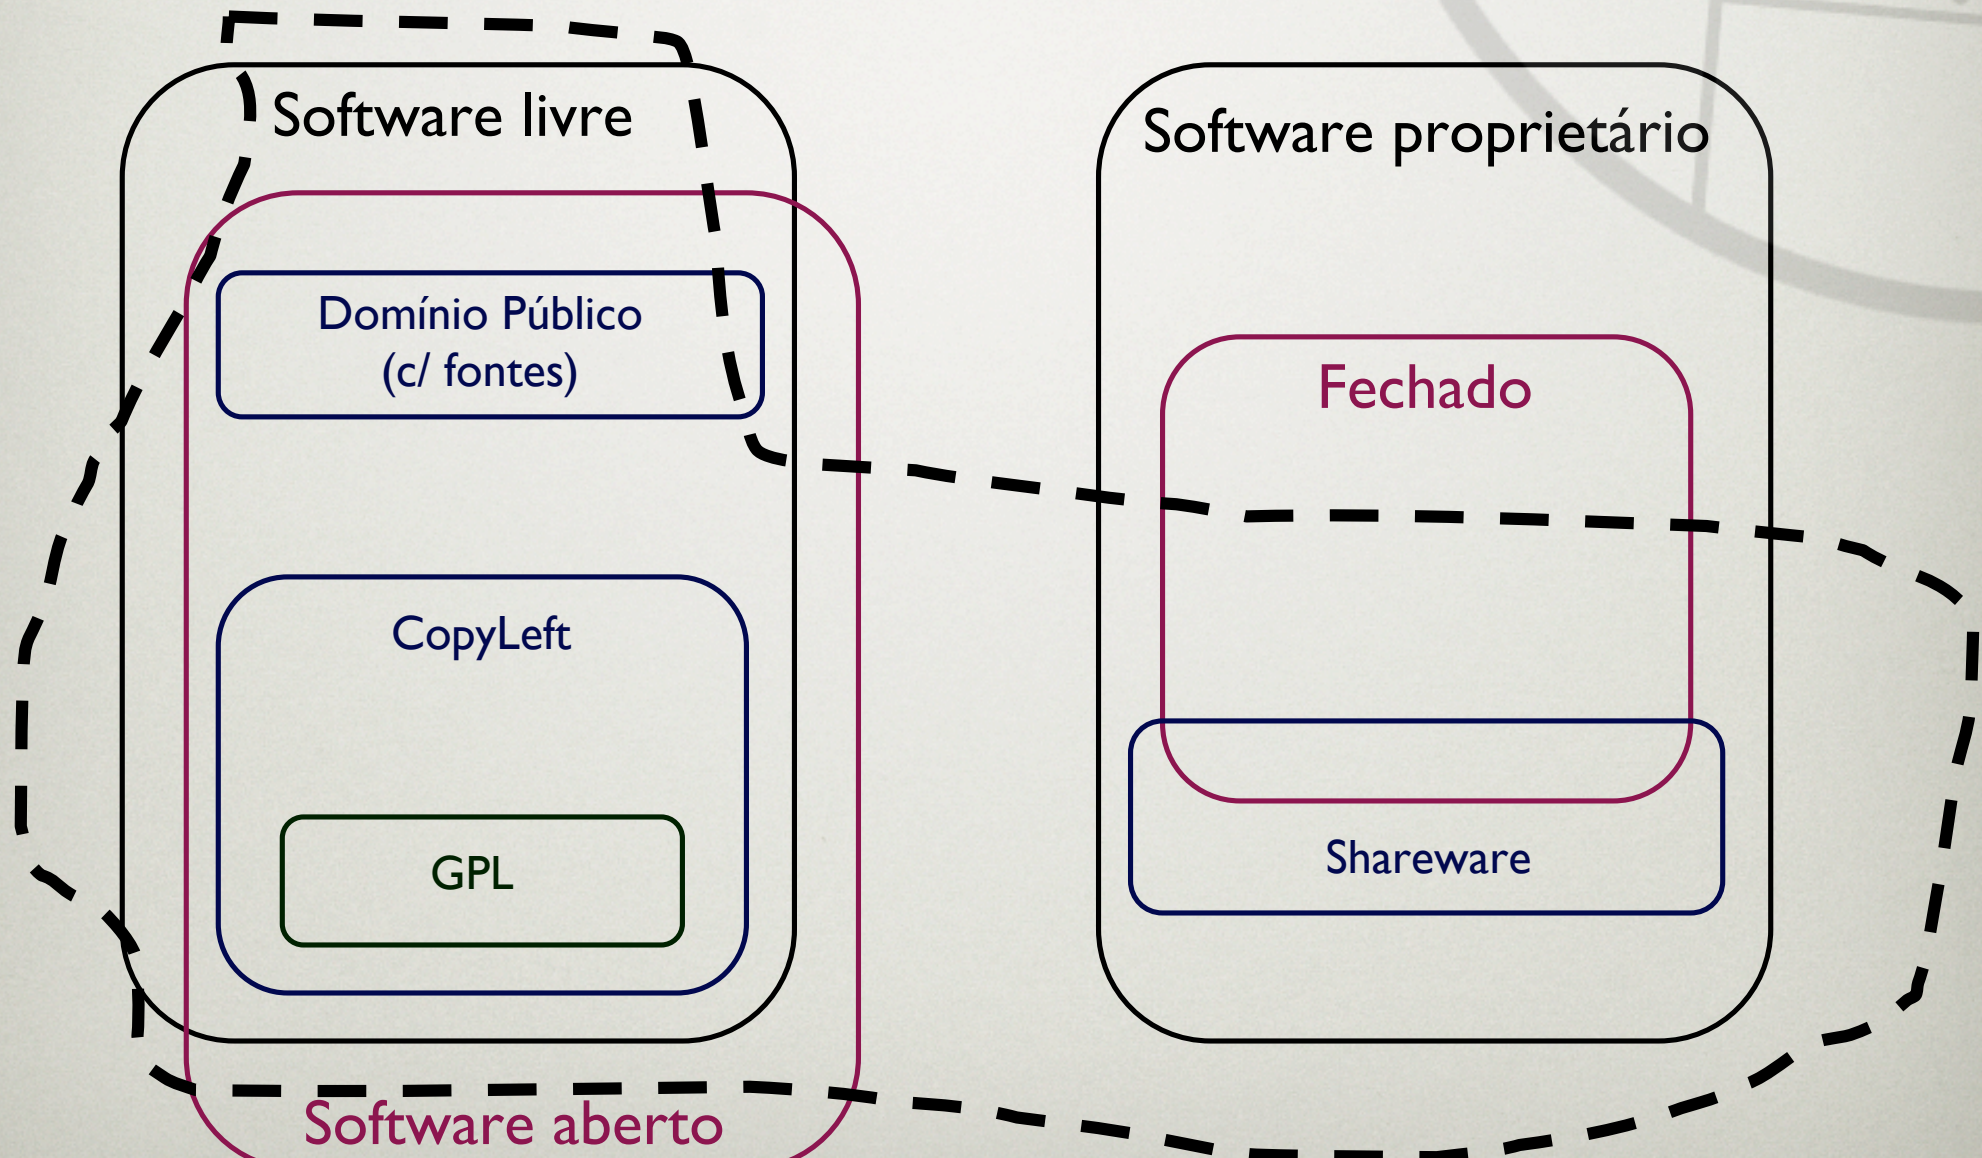 Software livre
Software proprietário
Domínio Público
(c/ fontes)
Fechado
CopyLeft
GPL
Shareware
Software aberto